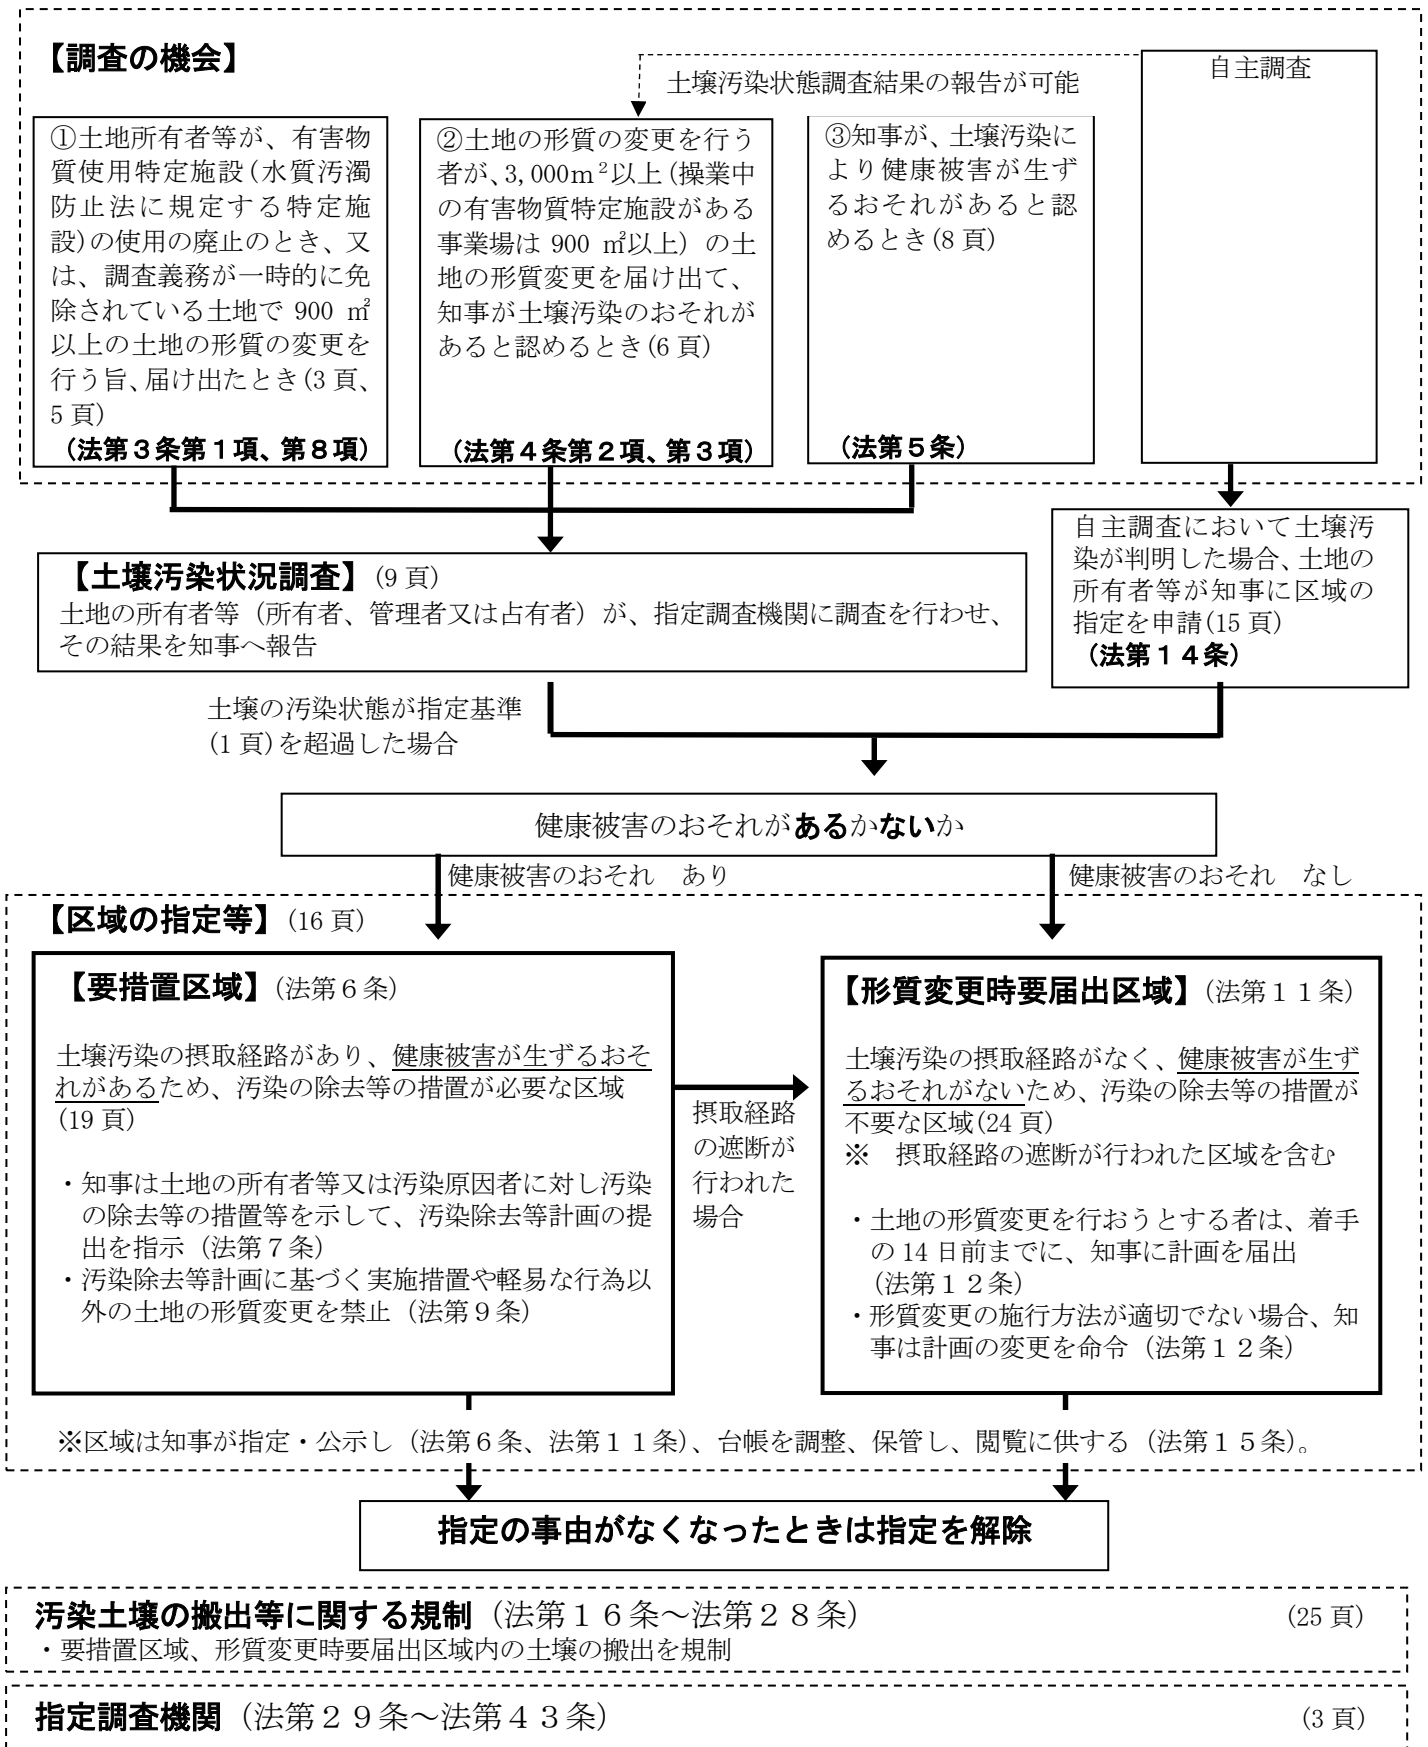 【調査の機会】
土壌汚染状態調査結果の報告が可能
自主調査
①土地所有者等が、有害物
質使用特定施設(水質汚濁
防止法に規定する特定施
設)の使用の廃止のとき、又
は、調査義務が一時的に免
除されている土地で 900 ㎡
以上の土地の形質の変更を
行う旨、届け出たとき(3 頁、
5 頁)
(法第３条第１項、第８項)
②土地の形質の変更を行う
者が、3,000m²以上(操業中
の有害物質特定施設がある
事業場は 900 ㎡以上) の土
地の形質変更を届け出て、
知事が土壌汚染のおそれが
あると認めるとき(6 頁)
(法第４条第２項、第３項)
③知事が、土壌汚染に
より健康被害が生ず
るおそれがあると認
めるとき(8 頁)
(法第５条)
自主調査において土壌汚
染が判明した場合、土地の
所有者等が知事に区域の
指定を申請(15 頁)
(法第１４条)
【土壌汚染状況調査】(9 頁)
土地の所有者等（所有者、管理者又は占有者）が、指定調査機関に調査を行わせ、
その結果を知事へ報告
土壌の汚染状態が指定基準
(1 頁)を超過した場合
健康被害のおそれがあるかないか
健康被害のおそれ　あり
健康被害のおそれ　なし
【区域の指定等】(16 頁)
【要措置区域】(法第６条)
土壌汚染の摂取経路があり、健康被害が生ずるおそ
れがあるため、汚染の除去等の措置が必要な区域
(19 頁)
・知事は土地の所有者等又は汚染原因者に対し汚染
の除去等の措置等を示して、汚染除去等計画の提
出を指示（法第７条）
・汚染除去等計画に基づく実施措置や軽易な行為以
外の土地の形質変更を禁止（法第９条）
摂取経路
の遮断が
行われた
場合
【形質変更時要届出区域】(法第１１条)
土壌汚染の摂取経路がなく、健康被害が生ず
るおそれがないため、汚染の除去等の措置が
不要な区域(24 頁)
※　摂取経路の遮断が行われた区域を含む
・土地の形質変更を行おうとする者は、着手
の 14 日前までに、知事に計画を届出
(法第１２条)
・形質変更の施行方法が適切でない場合、知
事は計画の変更を命令（法第１２条）
※区域は知事が指定・公示し（法第６条、法第１１条）、台帳を調整、保管し、閲覧に供する（法第１５条）。
指定の事由がなくなったときは指定を解除
汚染土壌の搬出等に関する規制（法第１６条～法第２８条）　(25 頁)
・要措置区域、形質変更時要届出区域内の土壌の搬出を規制
指定調査機関（法第２９条～法第４３条）　(3 頁)